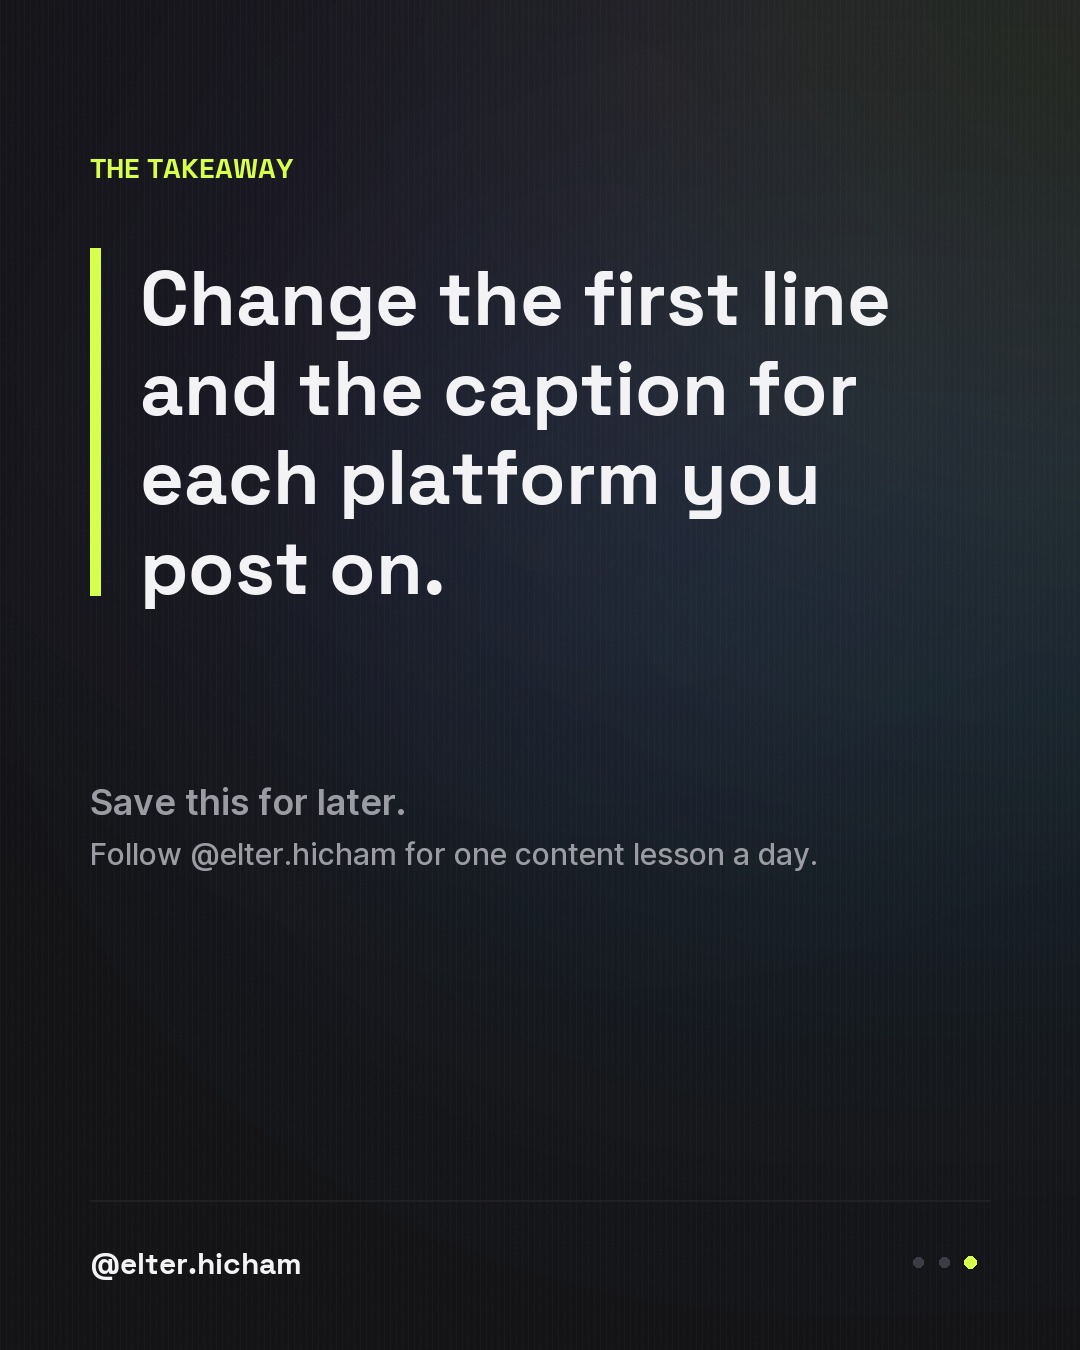 THE TAKEAWAY
Change the first line
and the caption for
each platform you
post on.
Save this for later.
Follow @elter.hicham for one content lesson a day.
@elter.hicham